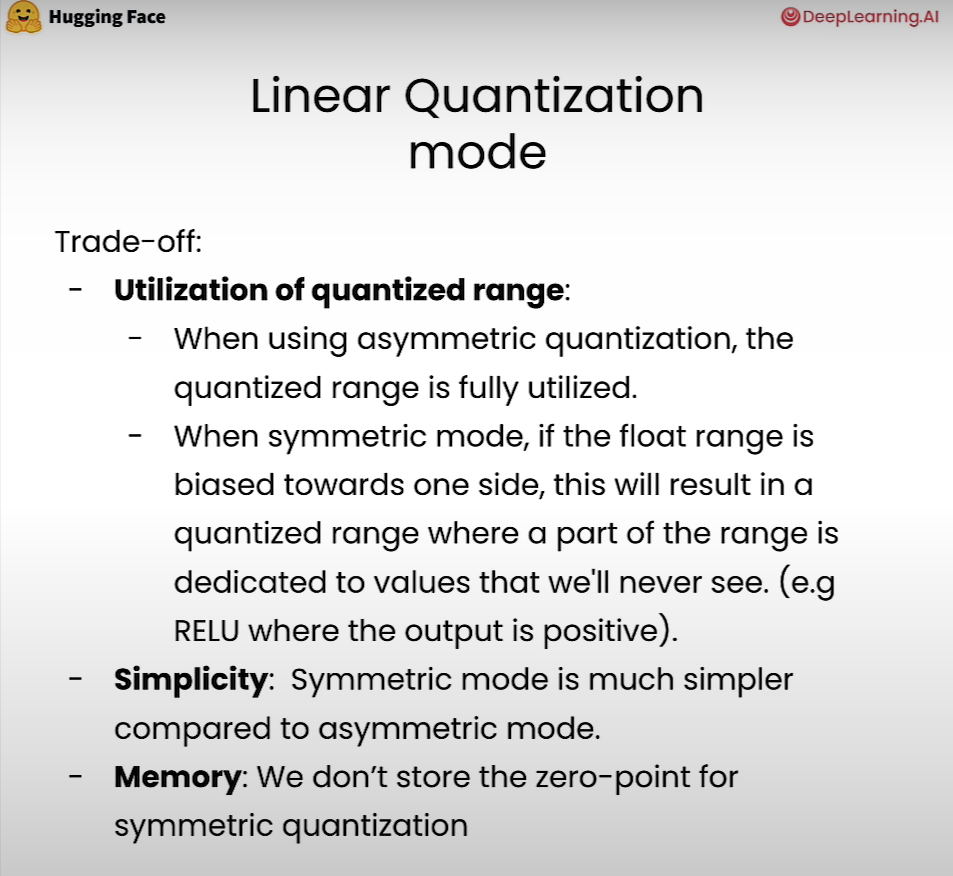 Hugging Face
DeepLearning.AI
Linear Quantization
mode
Trade-off:
- Utilization of quantized range:
- When using asymmetric quantization, the
quantized range is fully utilized.
- When symmetric mode, if the float range is
biased towards one side, this will result in a
quantized range where a part of the range is
dedicated to values that we'll never see. (e.g
RELU where the output is positive).
- Simplicity: Symmetric mode is much simpler
compared to asymmetric mode.
- Memory: We don’t store the zero-point for
symmetric quantization